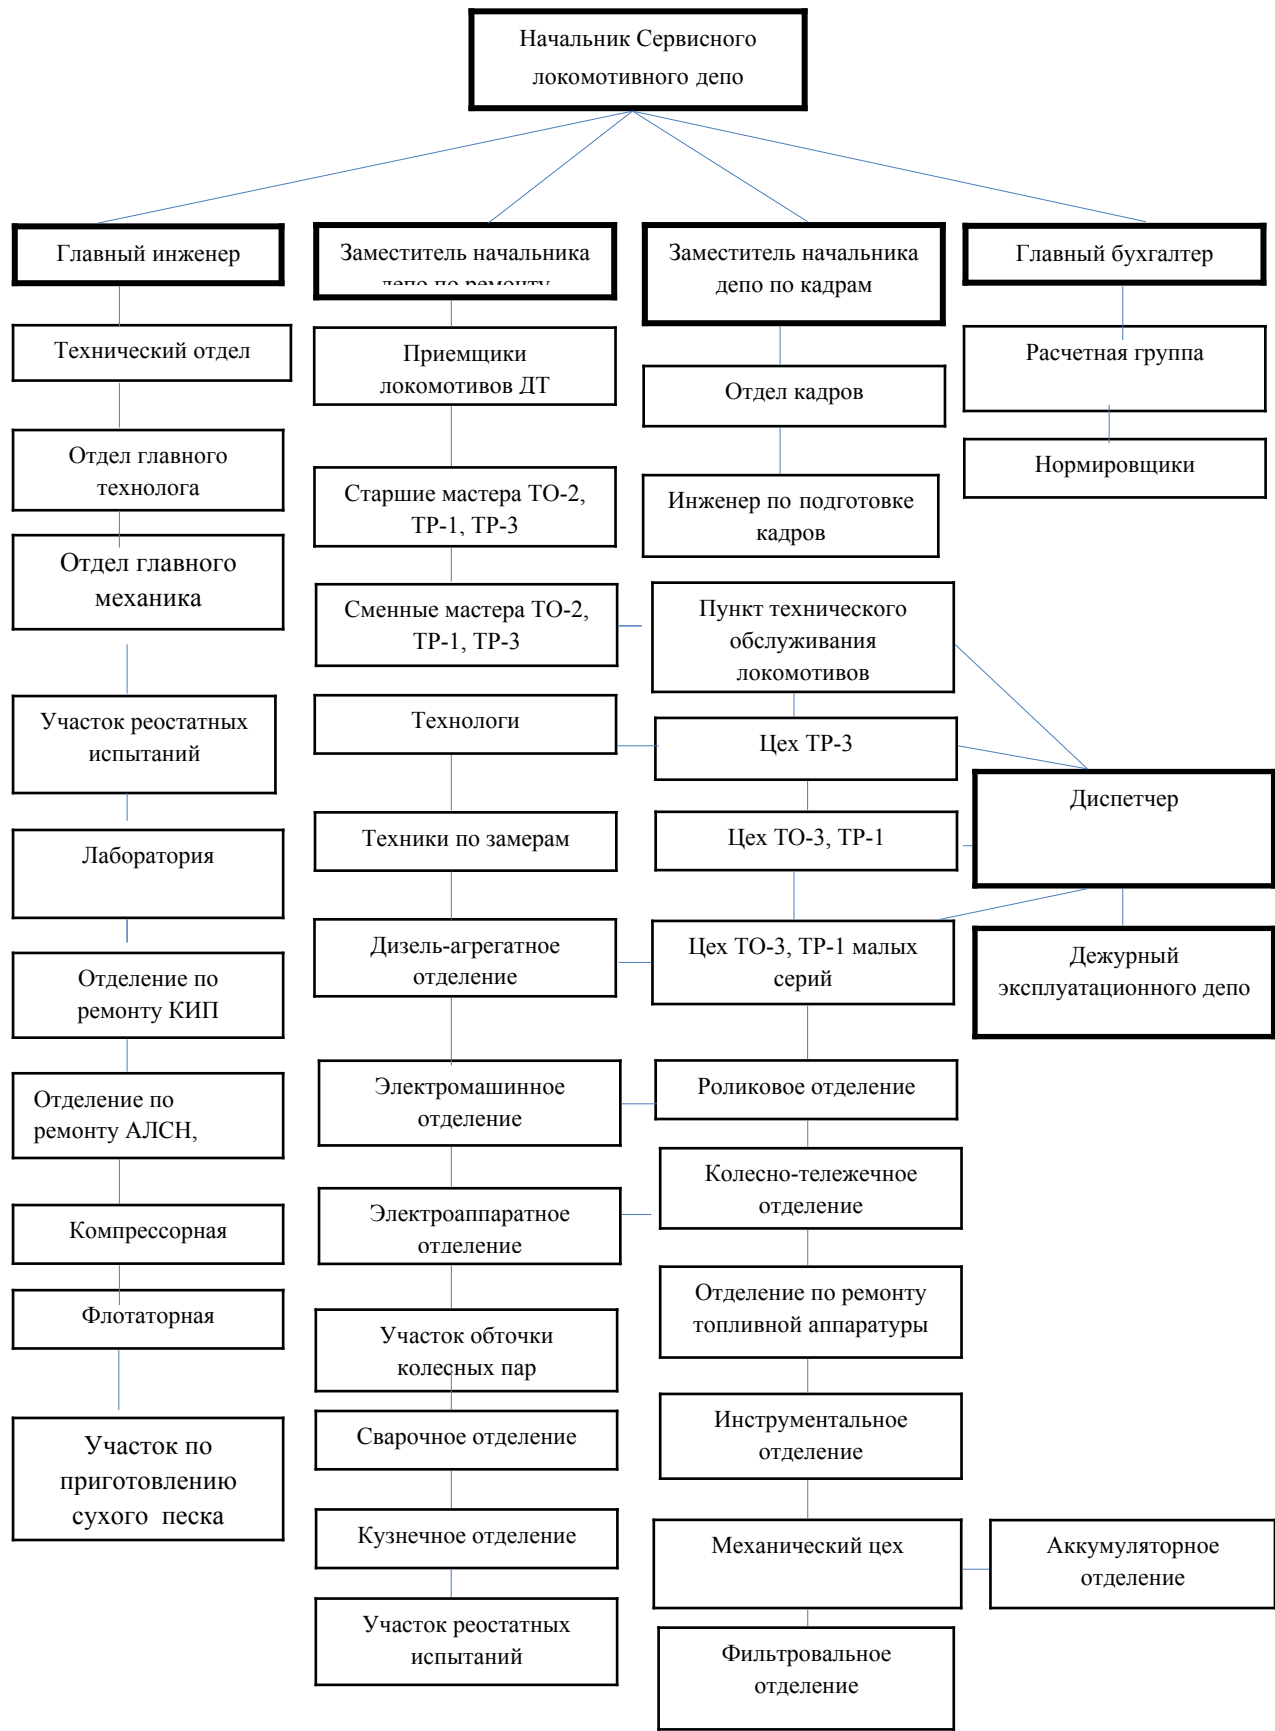 Начальник Сервисного
локомотивного депо
Главный инженер
Заместитель начальника
депо по ремонту
Заместитель начальника
депо по кадрам
Главный бухгалтер
Технический отдел
Отдел главного
технолога
Отдел главного
механика
Участок реостатных
испытаний
Лаборатория
Отделение по
ремонту КИП
Отделение по
ремонту АЛСН,
Компрессорная
Флотаторная
Участок по
приготовлению
сухого песка
Приемщики
локомотивов ДТ
Старшие мастера ТО-2,
ТР-1, ТР-3
Сменные мастера ТО-2,
ТР-1, ТР-3
Технологи
Техники по замерам
Дизель-агрегатное
отделение
Электромашинное
отделение
Электроаппаратное
отделение
Участок обточки
колесных пар
Сварочное отделение
Кузнечное отделение
Участок реостатных
испытаний
Отдел кадров
Инженер по подготовке
кадров
Пункт технического
обслуживания
локомотивов
Цех ТР-3
Цех ТО-3, ТР-1
Цех ТО-3, ТР-1 малых
серий
Роликовое отделение
Колесно-тележечное
отделение
Отделение по ремонту
топливной аппаратуры
Инструментальное
отделение
Механический цех
Фильтровальное
отделение
Расчетная группа
Нормировщики
Диспетчер
Дежурный
эксплуатационного депо
Аккумуляторное
отделение